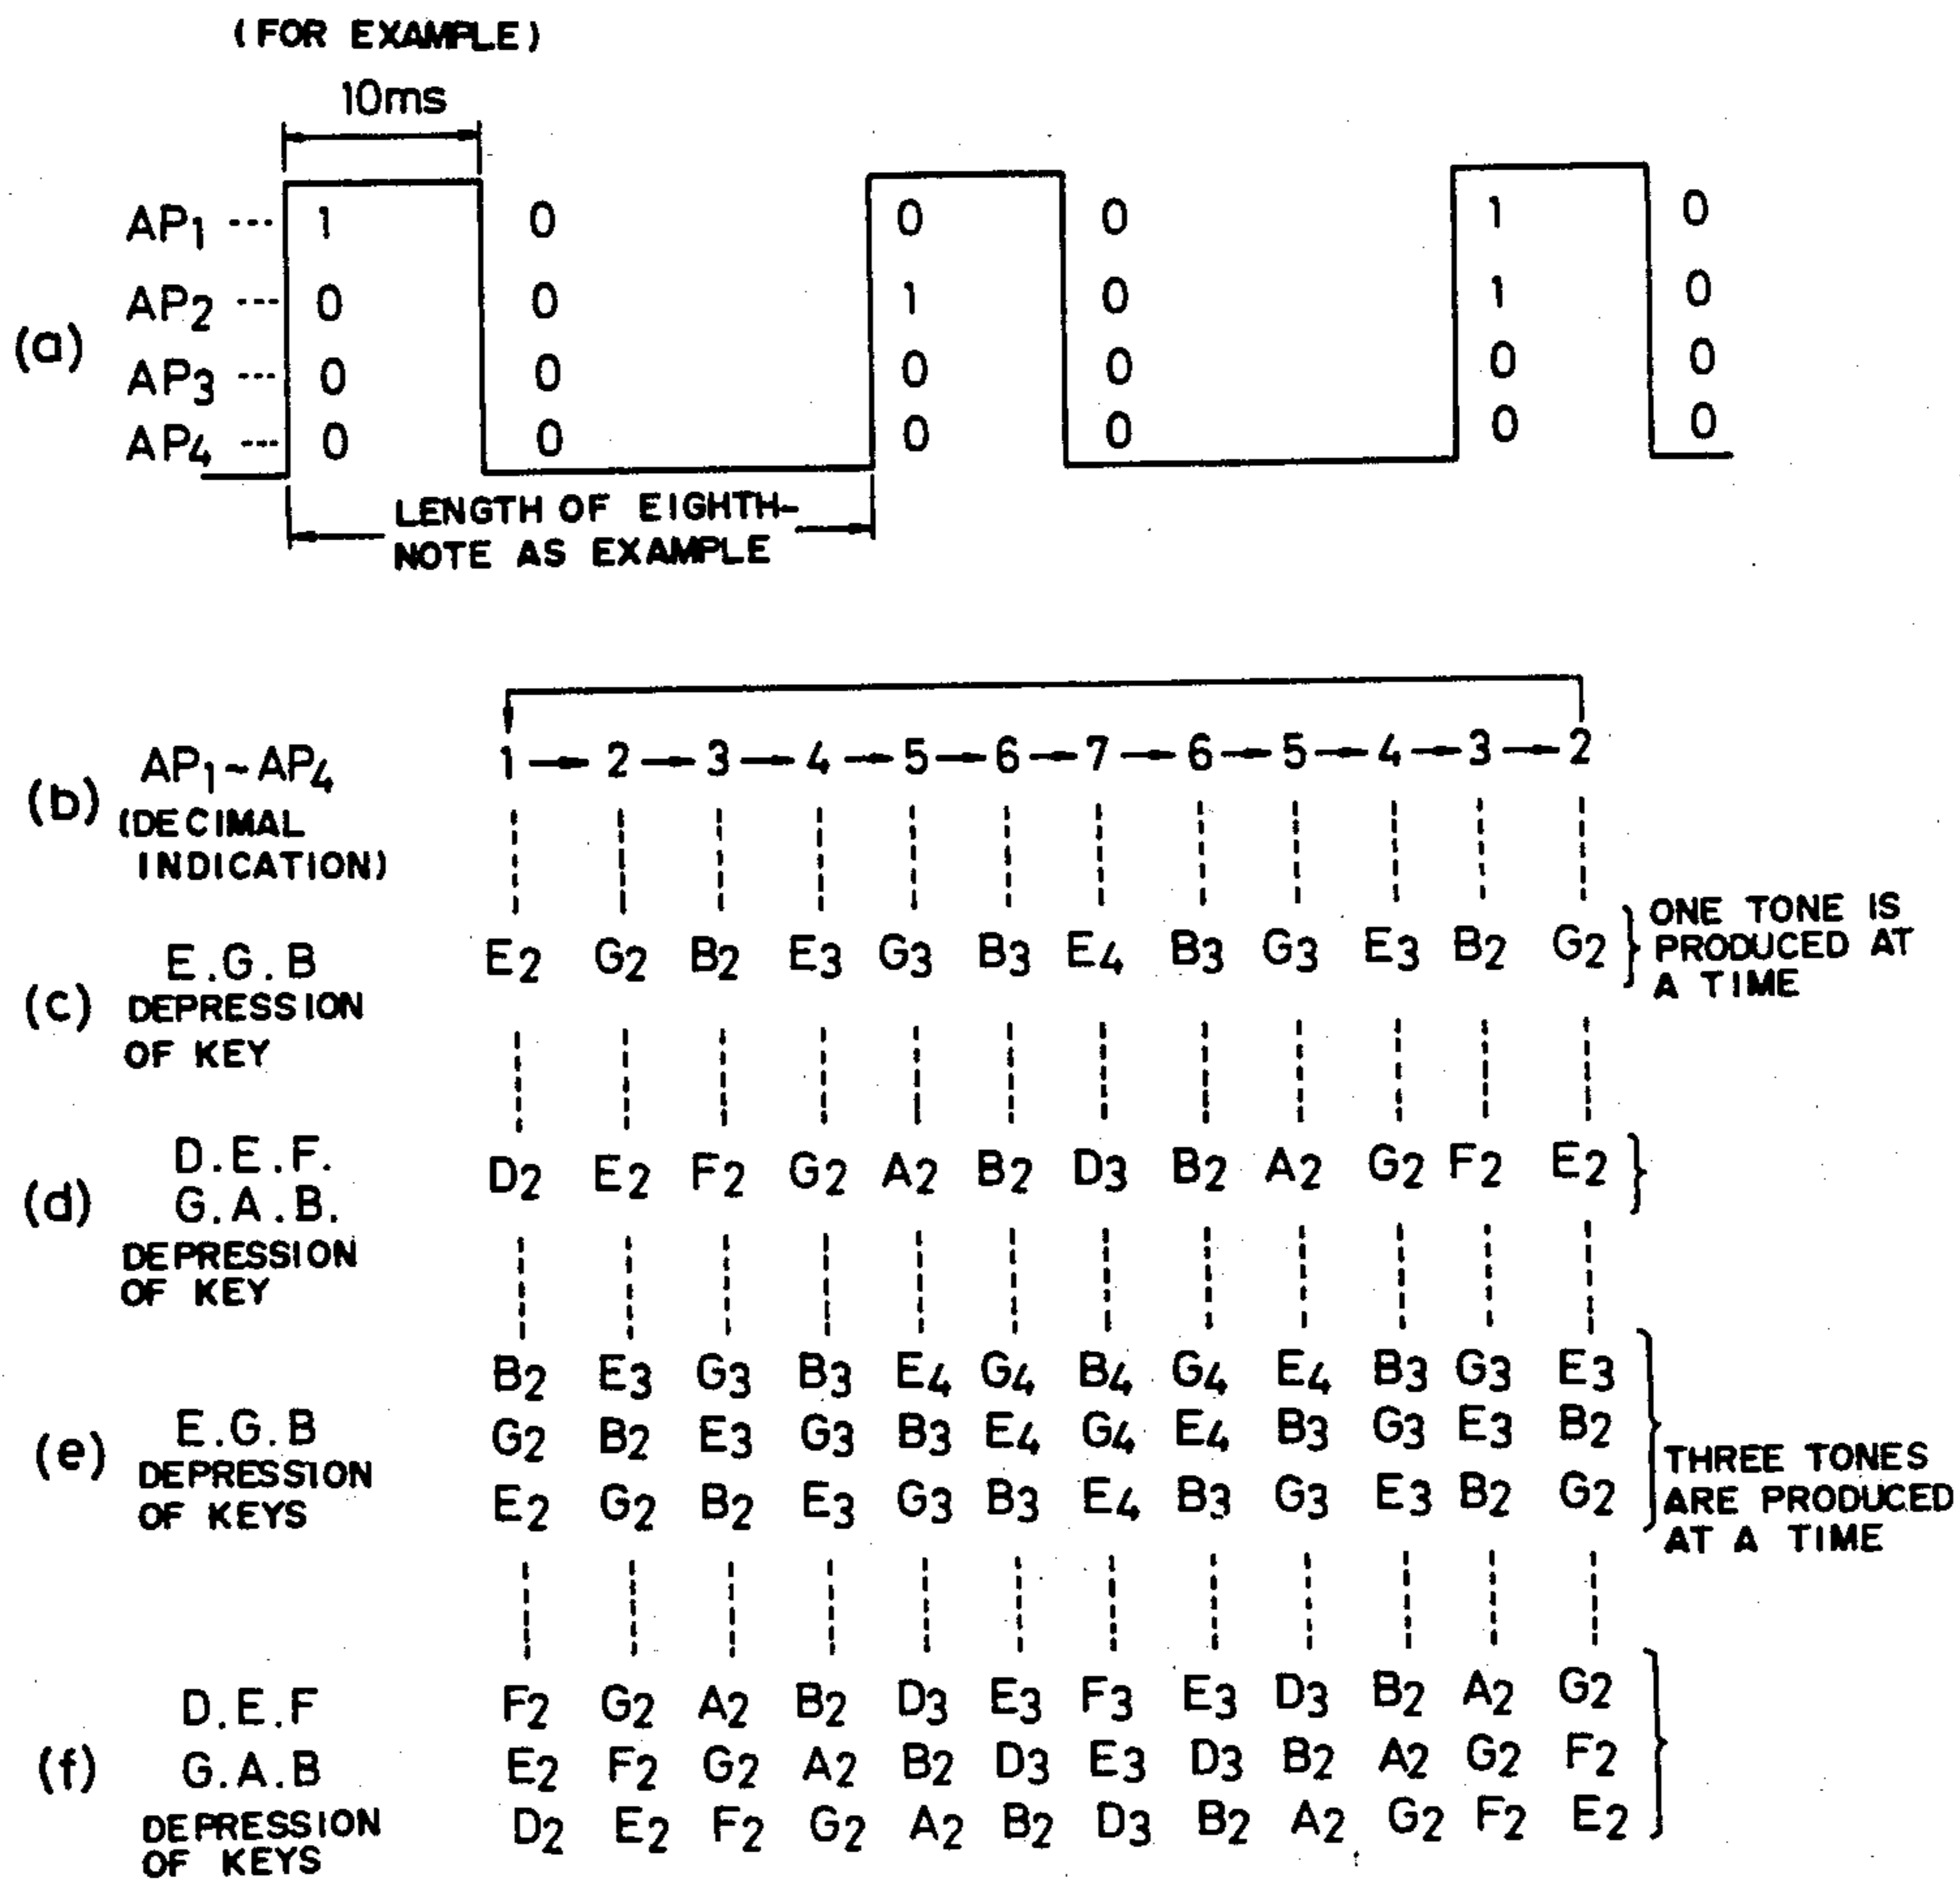 (FOR EXAMPLE)
10ms
AP1 --- 1 0 0 0 1 0
AP2 --- 0 0 1 0 1 0
(a)
AP3 --- 0 0 0 0 0 0
AP4 --- 0 0 0 0 0 0
LENGTH OF EIGHTH-
NOTE AS EXAMPLE
(b) AP1~AP4 1 → 2 → 3 → 4 → 5 → 6 → 7 → 6 → 5 → 4 → 3 → 2
(DECIMAL
INDICATION)
(c) E.G.B E2 G2 B2 E3 G3 B3 E4 B3 G3 E3 B2 G2
DEPRESSION
OF KEY
ONE TONE IS
PRODUCED AT
A TIME
(d) D.E.F. D2 E2 F2 G2 A2 B2 D3 B2 A2 G2 F2 E2
G.A.B.
DEPRESSION
OF KEY
B2 E3 G3 B3 E4 G4 B4 G4 E4 B3 G3 E3
(e) E.G.B G2 B2 E3 G3 B3 E4 G4 E4 B3 G3 E3 B2
DEPRESSION
OF KEYS
E2 G2 B2 E3 G3 B3 E4 B3 G3 E3 B2 G2
THREE TONES
ARE PRODUCED
AT A TIME
D.E.F F2 G2 A2 B2 D3 E3 F3 E3 D3 B2 A2 G2
(f) G.A.B E2 F2 G2 A2 B2 D3 E3 D3 B2 A2 G2 F2
DEPRESSION
OF KEYS
D2 E2 F2 G2 A2 B2 D3 B2 A2 G2 F2 E2